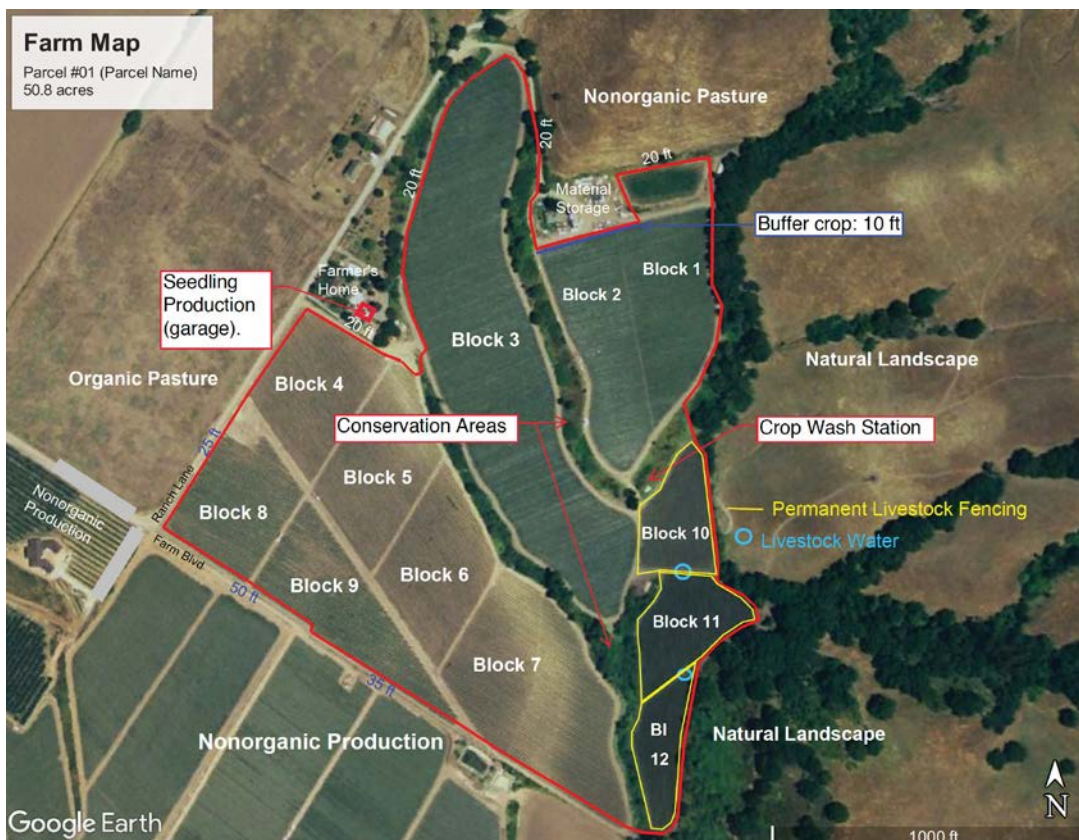 Farm Map
Parcel #01 (Parcel Name)
50.8 acres
Nonorganic Pasture
20 ft
20 ft
20 ft
Material
Storage
Buffer crop: 10 ft
Block 1
Block 2
Farmer's
Home
Seedling
Production
(garage).
20 ft
Block 3
Natural Landscape
Organic Pasture
Block 4
Conservation Areas
Crop Wash Station
25 ft
Block 5
Nonorganic
Production
Ranch Lane
Block 8
Permanent Livestock Fencing
Block 10
Livestock Water
Farm Blvd.
Block 6
50 ft
Block 9
Block 11
Block 7
35 ft
Nonorganic Production
Bl
12
Natural Landscape
N
Google Earth
1000 ft